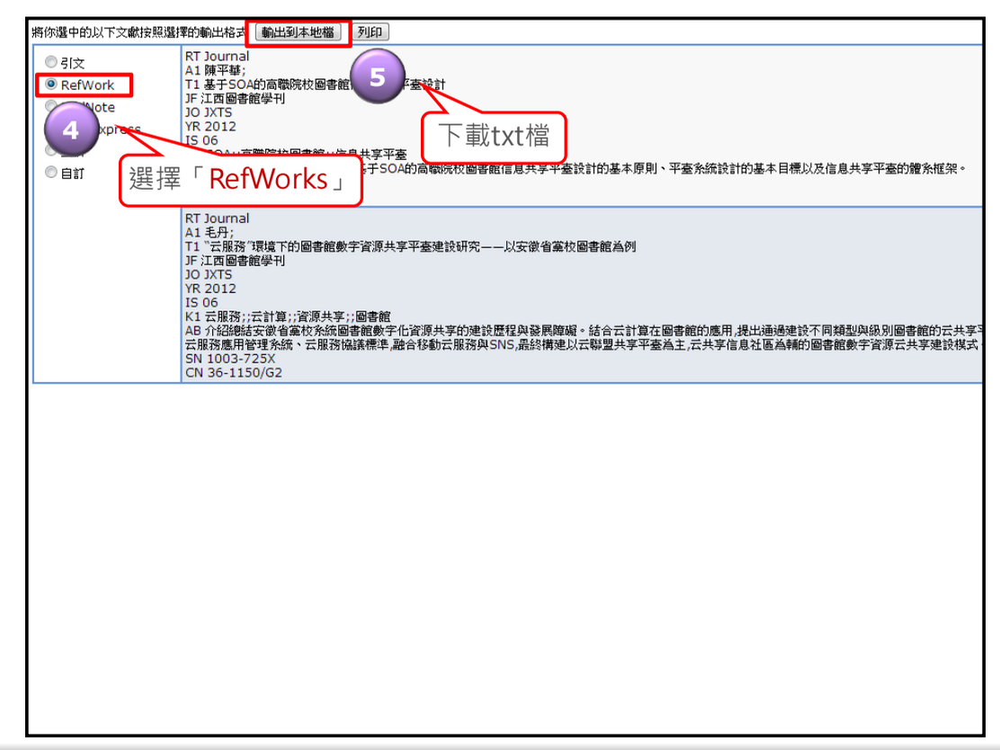 將你選中的以下文獻按照選擇的輸出格式 輸出到本地檔 列印
引文
RefWork
Note
xpress
自訂
4
選擇「RefWorks」
5
下載txt檔
RT Journal
A1 陳平華;
T1 基于SOA的高職院校圖書館 平臺設計
JF 江西圖書館學刊
JO JXTS
YR 2012
IS 06
SOA;;高職院校圖書館;;信息共享平臺
基于SOA的高職院校圖書館信息共享平臺設計的基本原則、平臺系統設計的基本目標以及信息共享平臺的體系框架。
RT Journal
A1 毛丹;
T1 "云服務"環境下的圖書館數字資源共享平臺建設研究——以安徽省黨校圖書館為例
JF 江西圖書館學刊
JO JXTS
YR 2012
IS 06
K1 云服務;;云計算;;資源共享;;圖書館
AB 介紹總結安徽省黨校系統圖書館數字化資源共享的建設歷程與發展障礙。結合云計算在圖書館的應用,提出通過建設不同類型與級別圖書館的云共享平
云服務應用管理系統、云服務協議標準,融合移動云服務與SNS,最終構建以云聯盟共享平臺為主,云共享信息社區為輔的圖書館數字資源云共享建設模式。
SN 1003-725X
CN 36-1150/G2